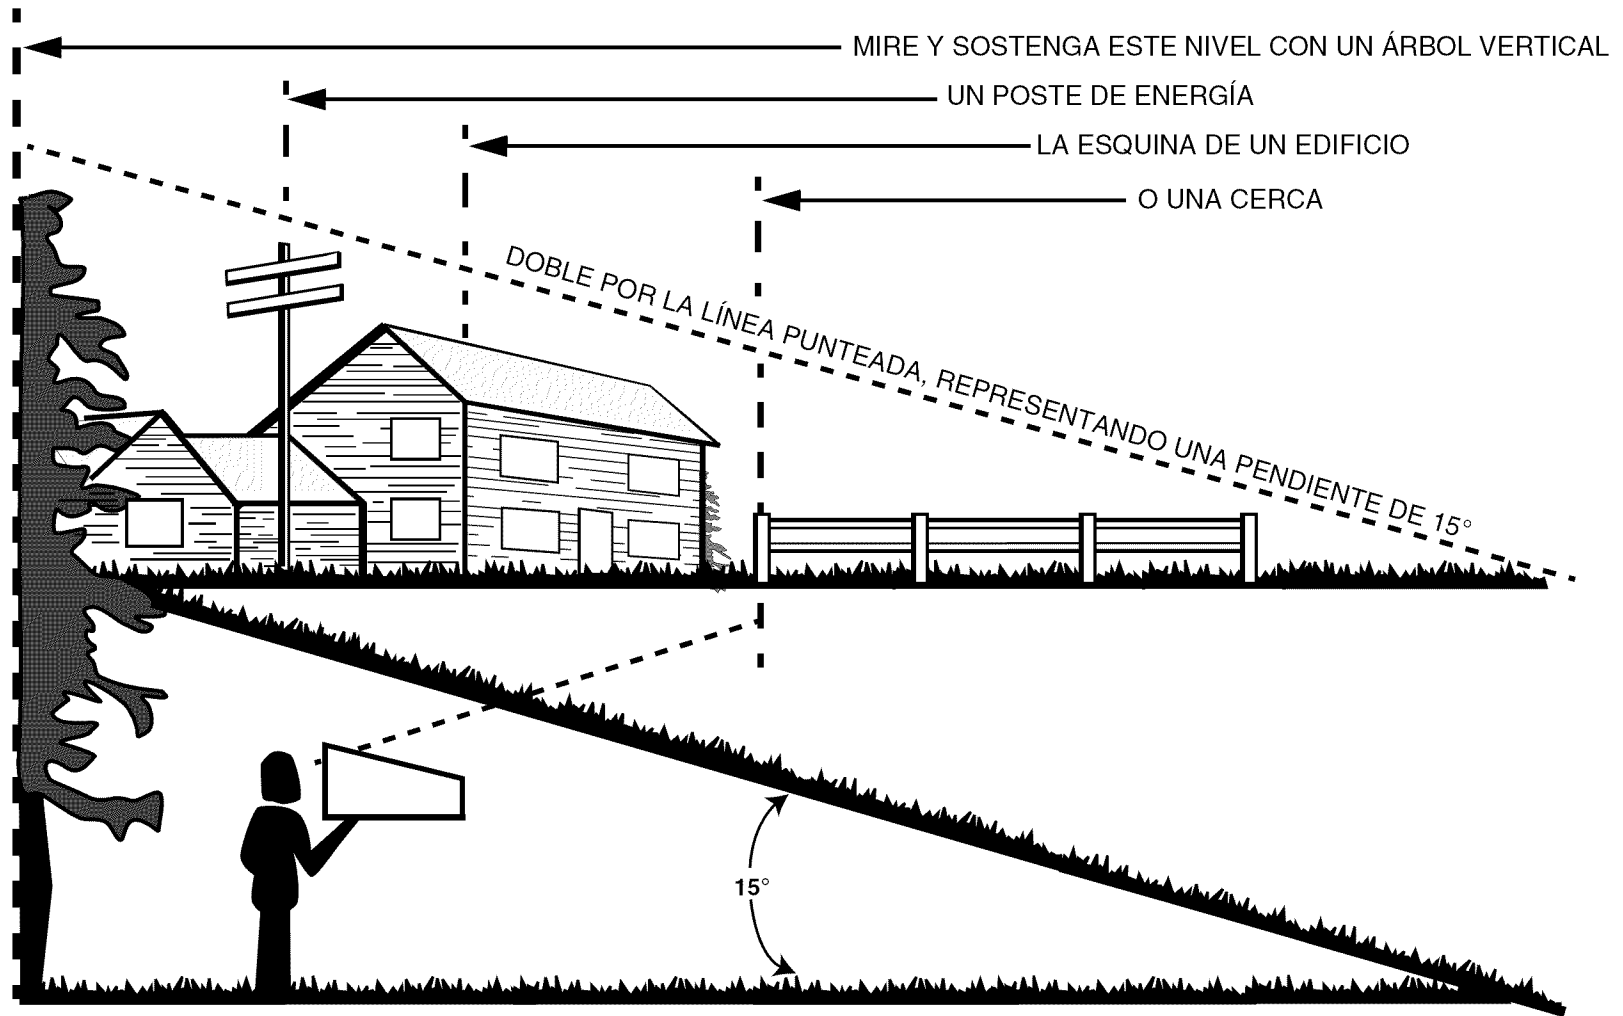 MIRE Y SOSTENGA ESTE NIVEL CON UN ÁRBOL VERTICAL
UN POSTE DE ENERGÍA
LA ESQUINA DE UN EDIFICIO
O UNA CERCA
DOBLE POR LA LÍNEA PUNTEADA, REPRESENTANDO UNA PENDIENTE DE 15°
15°